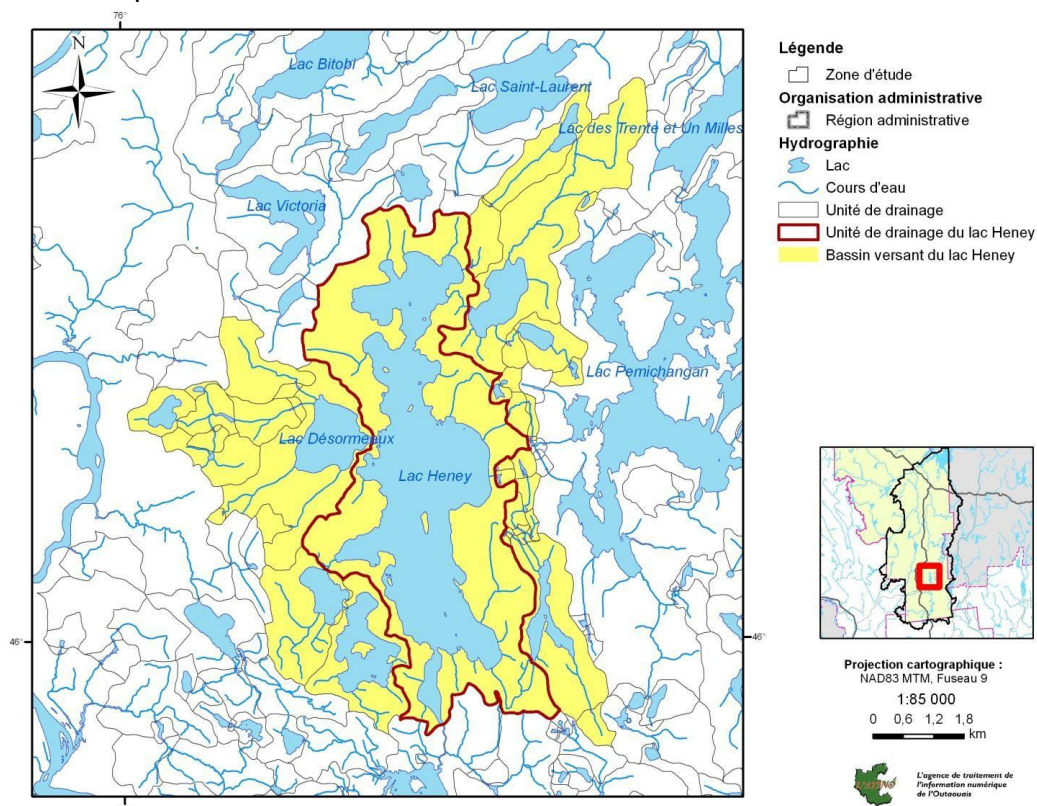 76°
N
Lac Bitobi
Lac Saint-Laurent
Lac des Trente et Un Milles
Lac Victoria
Lac Pemichangan
Lac Désormeaux
Lac Heney
46°
46°
Légende
Zone d'étude
Organisation administrative
Région administrative
Hydrographie
Lac
Cours d'eau
Unité de drainage
Unité de drainage du lac Heney
Bassin versant du lac Heney
Projection cartographique :
NAD83 MTM, Fuseau 9
1:85 000
0 0,6 1,2 1,8
km
L'agence de traitement de
l'information numérique
de l'Outaouais